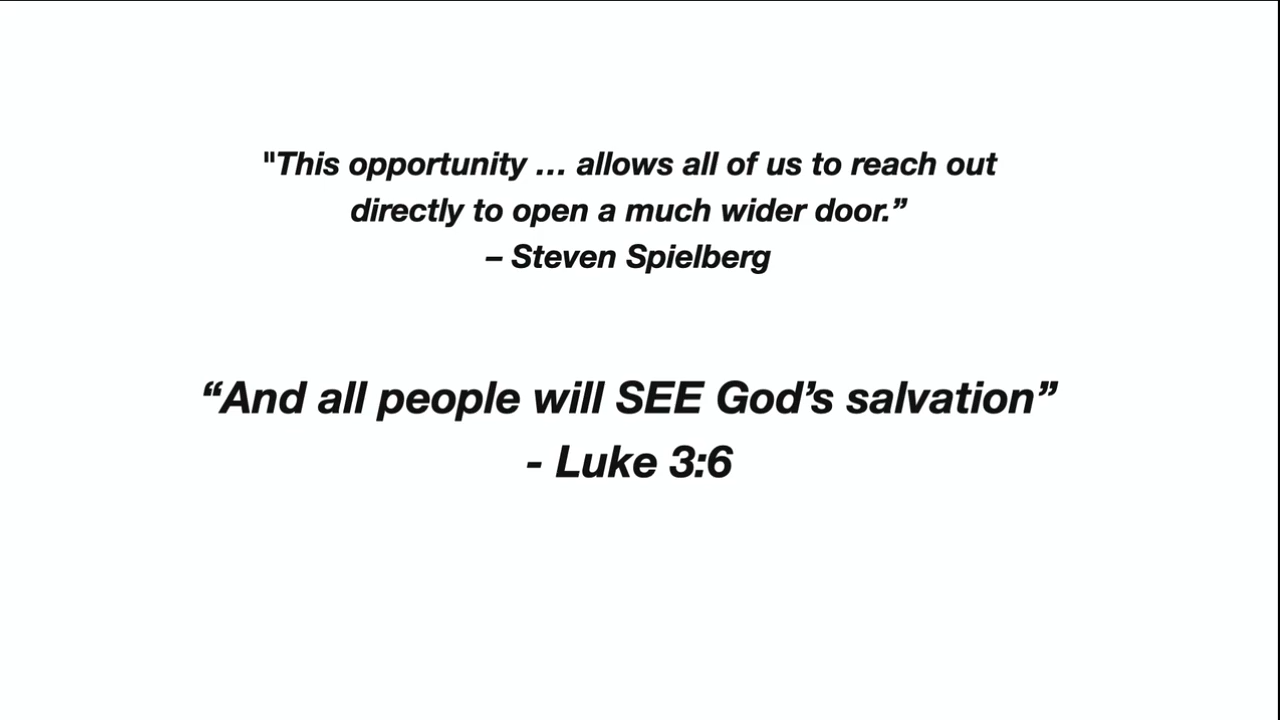 "This opportunity … allows all of us to reach out
directly to open a much wider door.”
– Steven Spielberg
“And all people will SEE God’s salvation”
- Luke 3:6